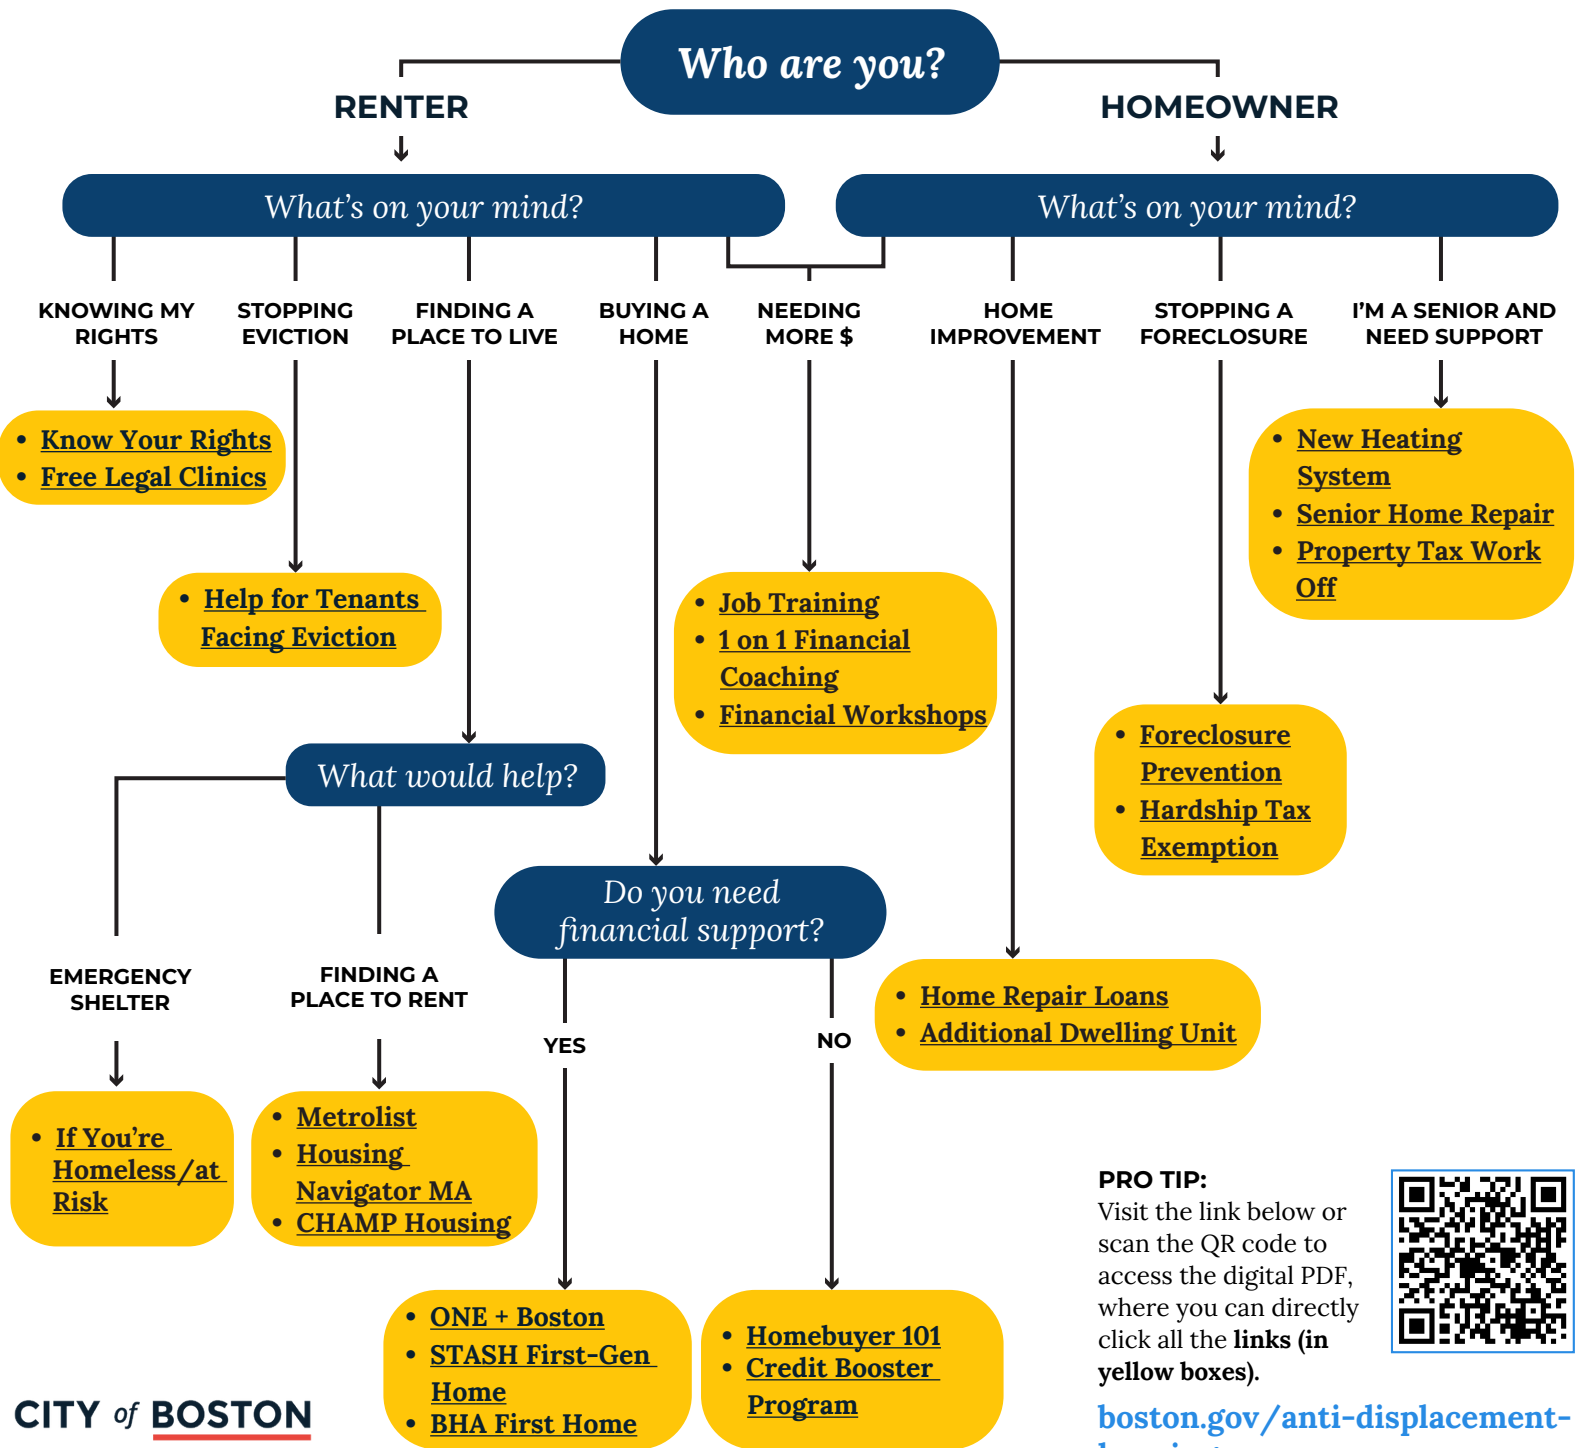 Who are you?
RENTER
HOMEOWNER
What's on your mind?
What's on your mind?
KNOWING MY
RIGHTS
STOPPING
EVICTION
FINDING A
PLACE TO LIVE
BUYING A
HOME
NEEDING
MORE $
HOME
IMPROVEMENT
STOPPING A
FORECLOSURE
I'M A SENIOR AND
NEED SUPPORT
• Know Your Rights
• Free Legal Clinics
• New Heating
System
• Senior Home Repair
• Property Tax Work
Off
• Help for Tenants
Facing Eviction
• Job Training
• 1 on 1 Financial
Coaching
• Financial Workshops
• Foreclosure
Prevention
• Hardship Tax
Exemption
What would help?
Do you need
financial support?
EMERGENCY
SHELTER
FINDING A
PLACE TO RENT
YES
NO
• Home Repair Loans
• Additional Dwelling Unit
• If You're
Homeless/at
Risk
• Metrolist
• Housing
Navigator MA
• CHAMP Housing
• ONE + Boston
• STASH First-Gen
Home
• BHA First Home
• Homebuyer 101
• Credit Booster
Program
PRO TIP:
Visit the link below or
scan the QR code to
access the digital PDF,
where you can directly
click all the links (in
yellow boxes).
boston.gov/anti-displacement-
CITY of BOSTON